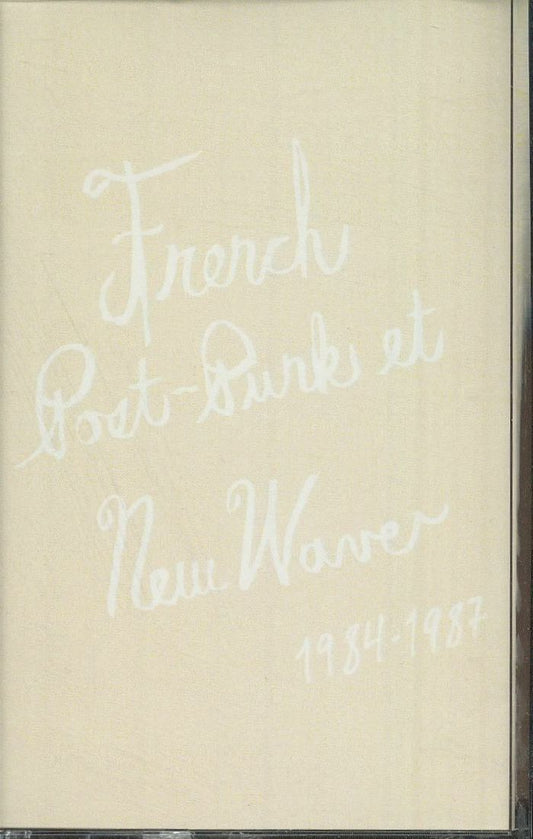 French
Post-Punk et
New Wave
1984-1987